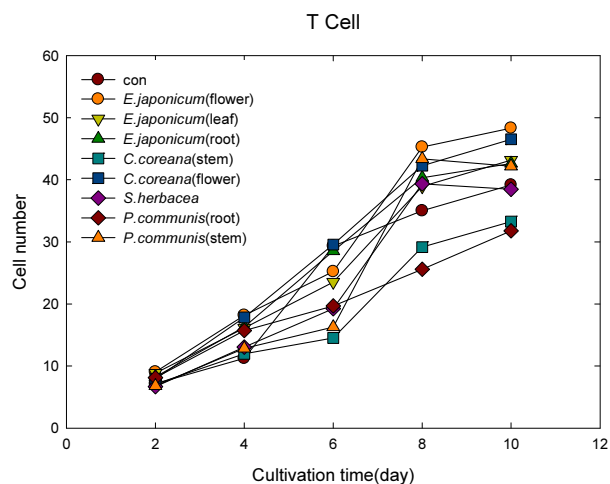 T Cell
60
50
40
30
20
10
0
Cell number
con
E.japonicum(flower)
E.japonicum(leaf)
E.japonicum(root)
C.coreana(stem)
C.coreana(flower)
S.herbacea
P.communis(root)
P.communis(stem)
0 2 4 6 8 10 12
Cultivation time(day)